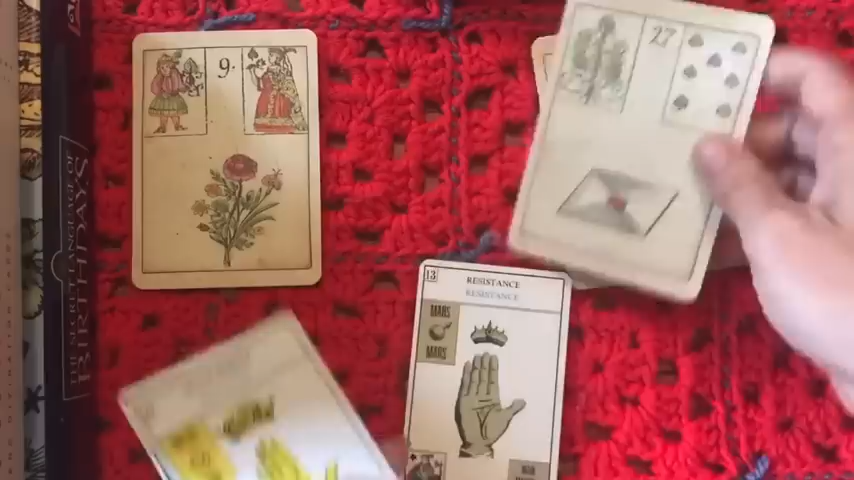 THE SECRET LANGUAGE OF
BIRTHDAYS
9.
27
13
RESISTANCE
RESISTANCE
MARS
MARS